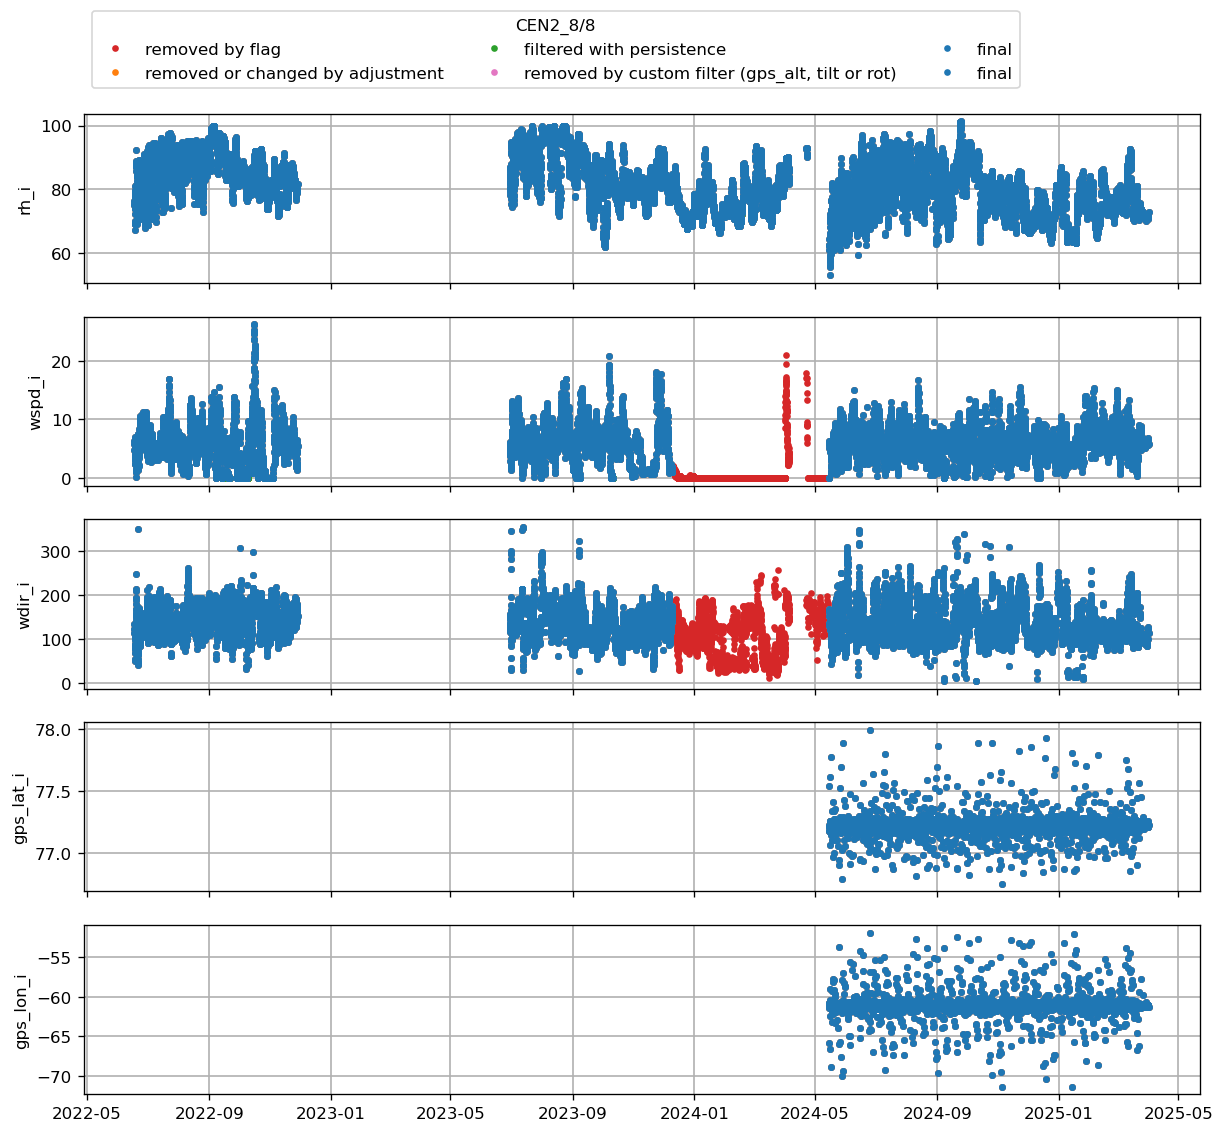 CEN2_8/8
removed by flag
filtered with persistence
final
removed or changed by adjustment
removed by custom filter (gps_alt, tilt or rot)
final
100
80
60
rh_i
20
10
0
wspd_i
300
200
100
0
wdir_i
78.0
77.5
77.0
gps_lat_i
−55
−60
−65
−70
gps_lon_i
2022-05 2022-09 2023-01 2023-05 2023-09 2024-01 2024-05 2024-09 2025-01 2025-05